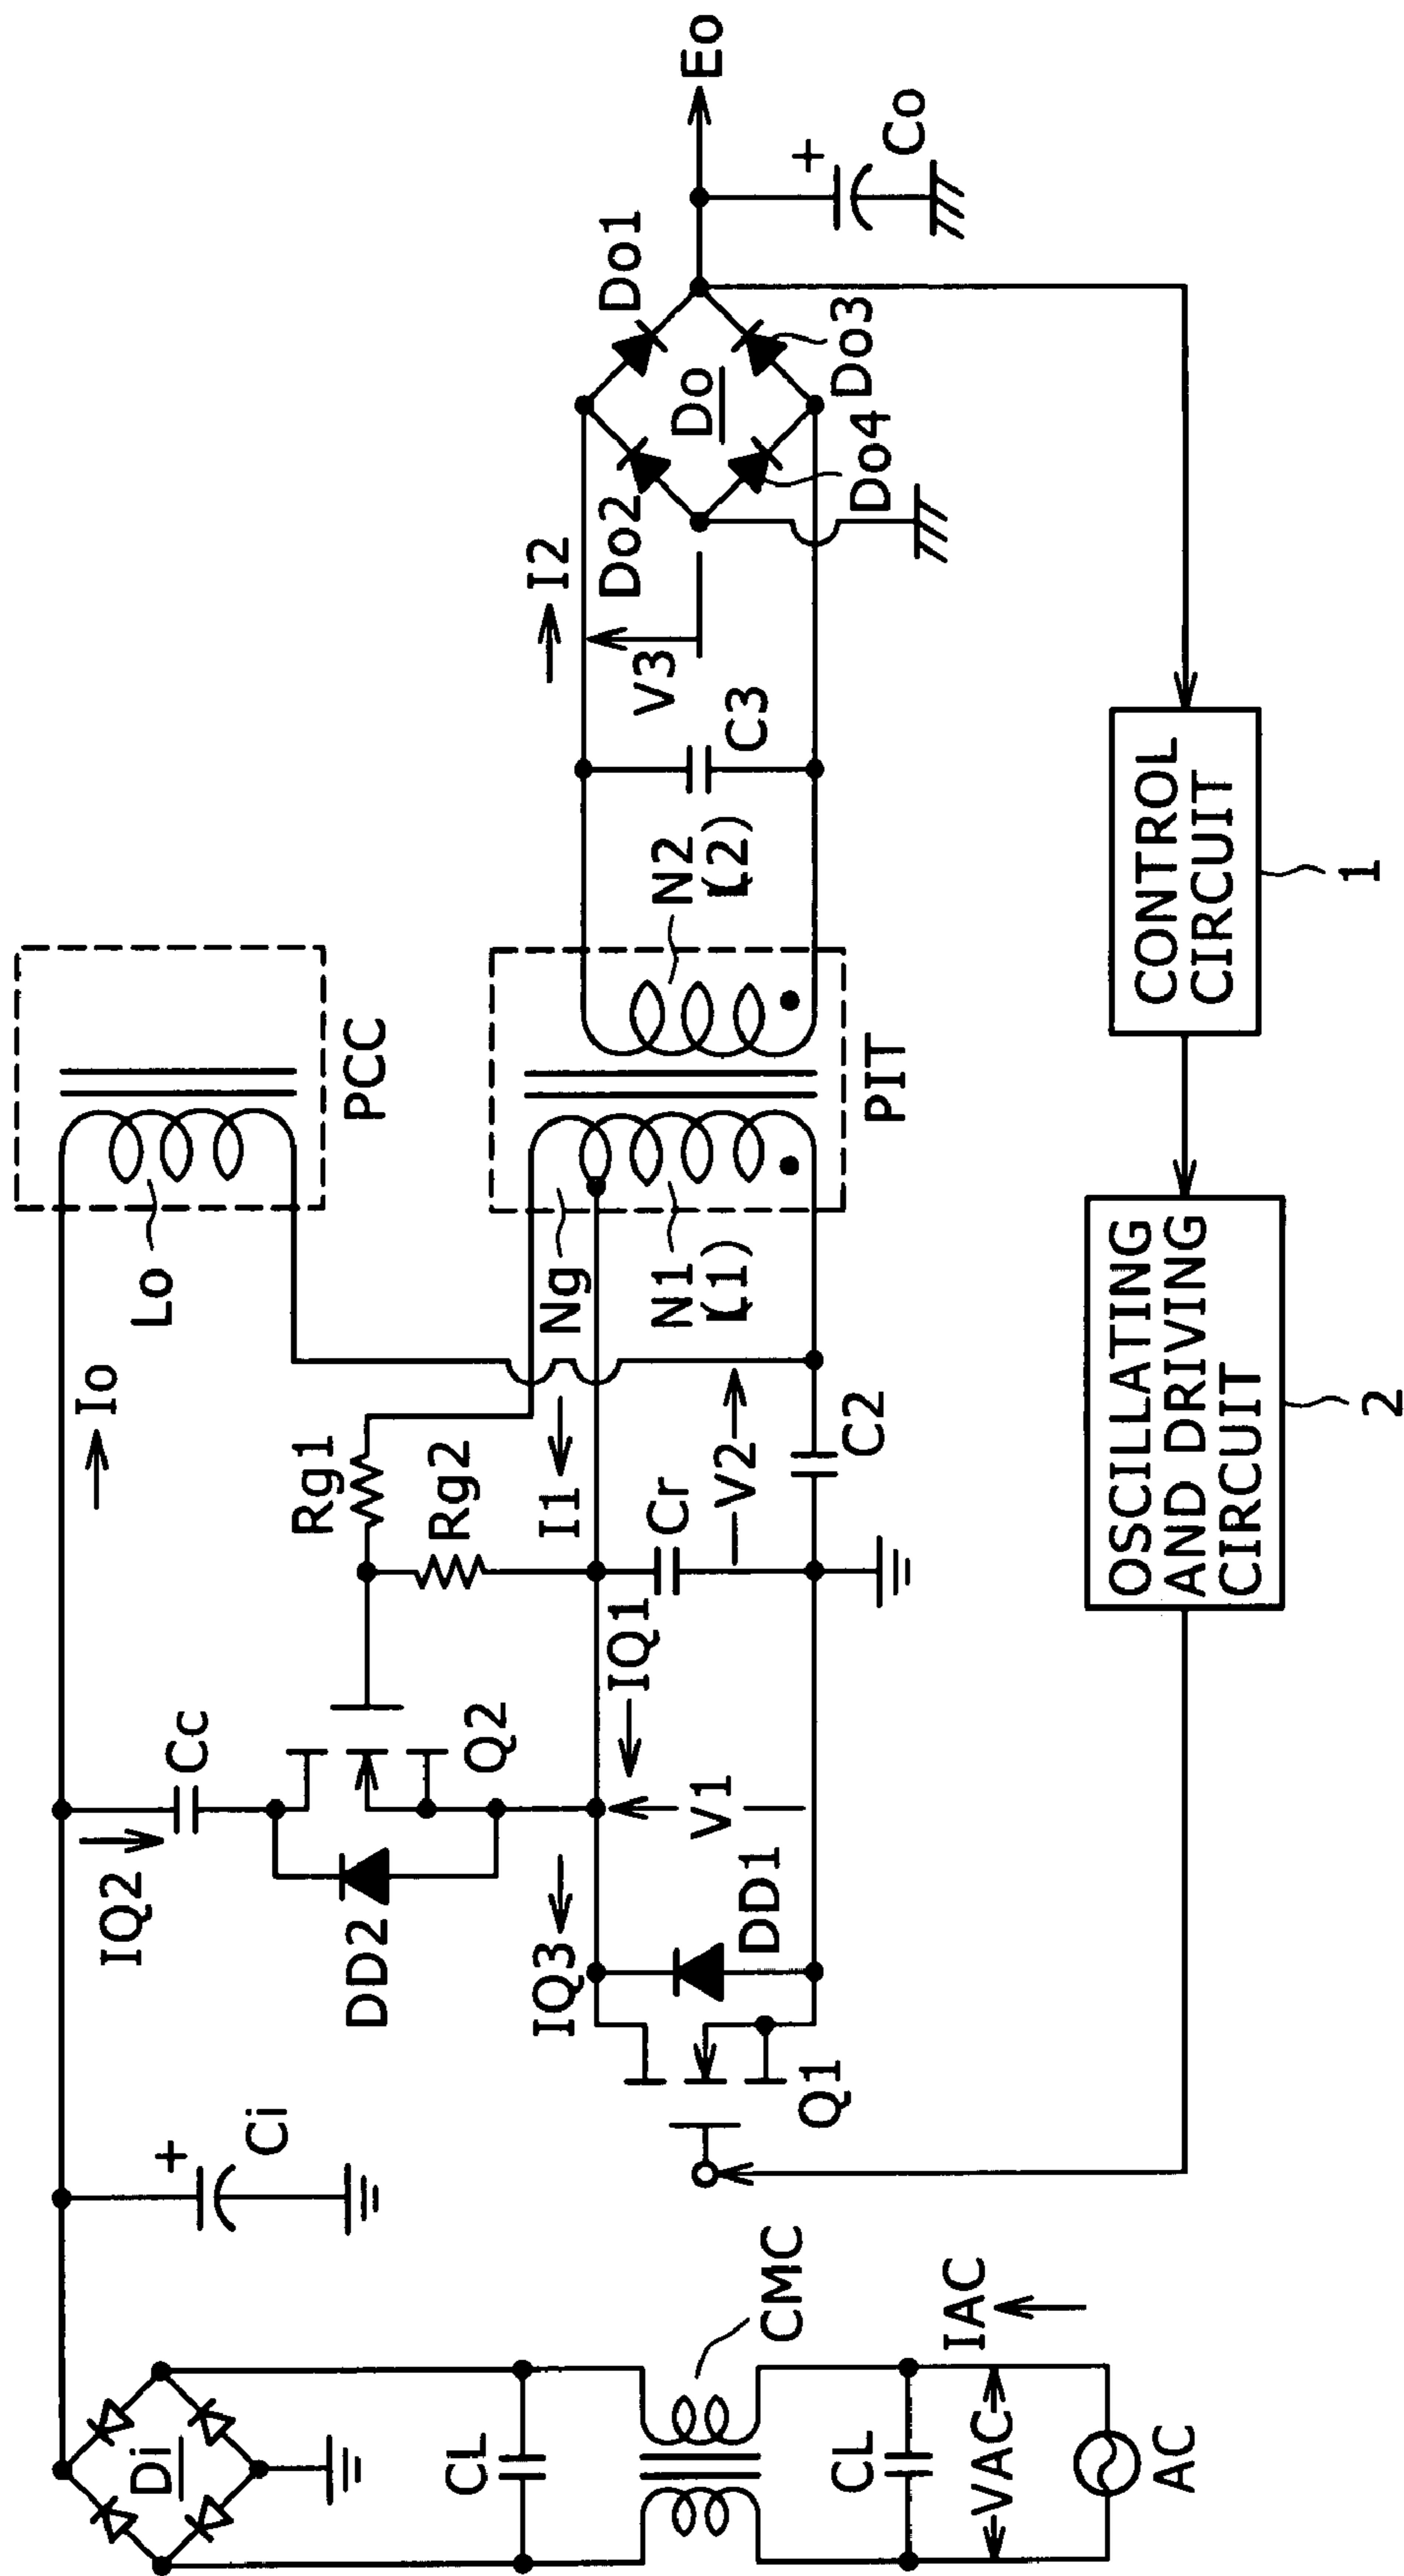 Io
Lo
PCC
Cc
IQ2
DD2
Q2
Rg1
Rg2
Ng
N1
(L1)
I1
N2
(L2)
PIT
C3
V3
I2
Do1
Do2
Do
Do3
Do4
Eo
+
Co
Di
+
Ci
IQ3
IQ1
Cr
V2
C2
V1
DD1
Q1
CL
CMC
CL
VAC
IAC
AC
CONTROL
CIRCUIT
1
OSCILLATING
AND DRIVING
CIRCUIT
2